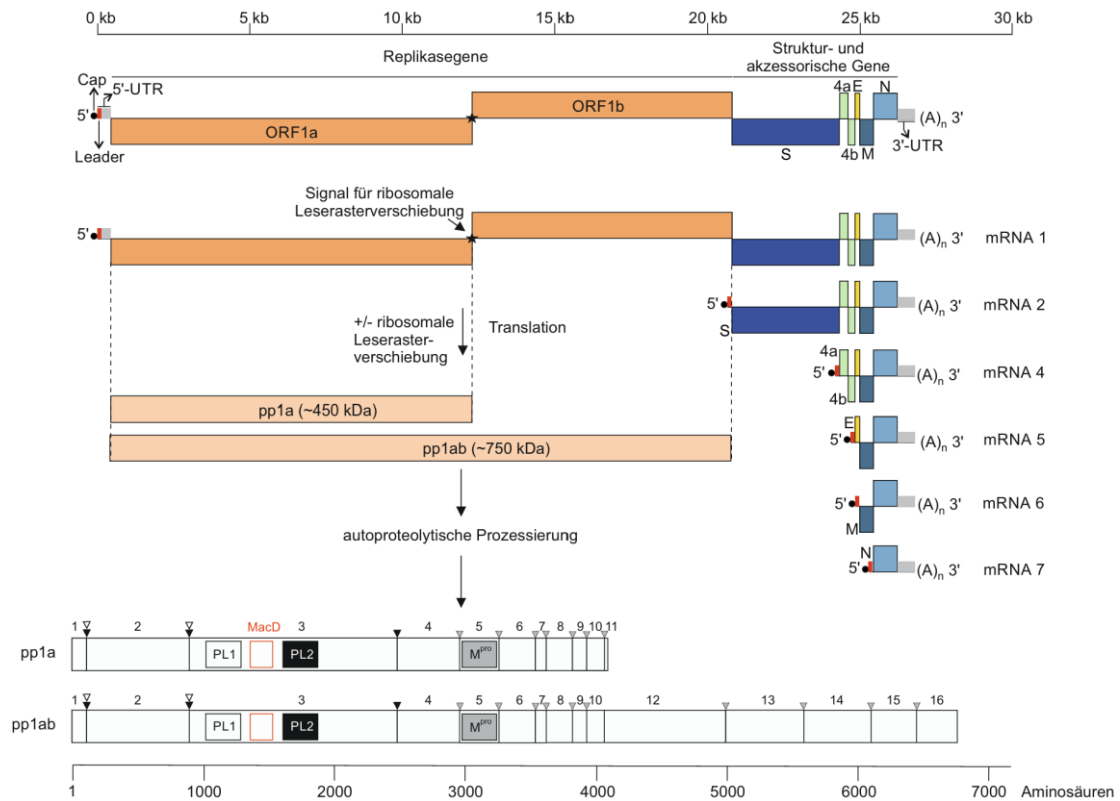 0 kb 5 kb 10 kb 15 kb 20 kb 25 kb 30 kb
Replikasegene
Struktur- und
akzessorische Gene
Cap
5'-UTR
4a E N
5' ORF1a ORF1b (A)n 3'
Leader
S 4b M 3'-UTR
Signal für ribosomale
Leserasterverschiebung
5' (A)n 3' mRNA 1
5' (A)n 3' mRNA 2
S
+/- ribosomale
Leseraster-
verschiebung
Translation
4a
5' (A)n 3' mRNA 4
4b
pp1a (~450 kDa)
E
5' (A)n 3' mRNA 5
pp1ab (~750 kDa)
5' (A)n 3' mRNA 6
M
autoproteolytische Prozessierung
N
5' (A)n 3' mRNA 7
1 2 MacD 3 4 5 6 7 8 9 10 11
pp1a PL1 PL2 Mpro
1 2 3 4 5 6 7 8 9 10 12 13 14 15 16
pp1ab PL1 PL2 Mpro
1 1000 2000 3000 4000 5000 6000 7000 Aminosäuren